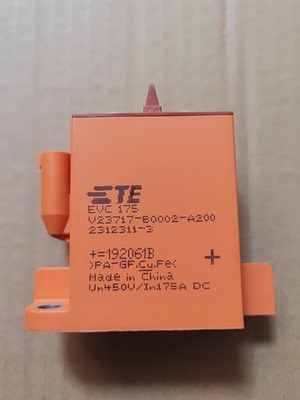 TE
EVC 175
V23717-B0002-A200
2312311-3
+=192061B
+
>PA-GF.Cu.Fe<
Made in China
Un450V/In175A DC